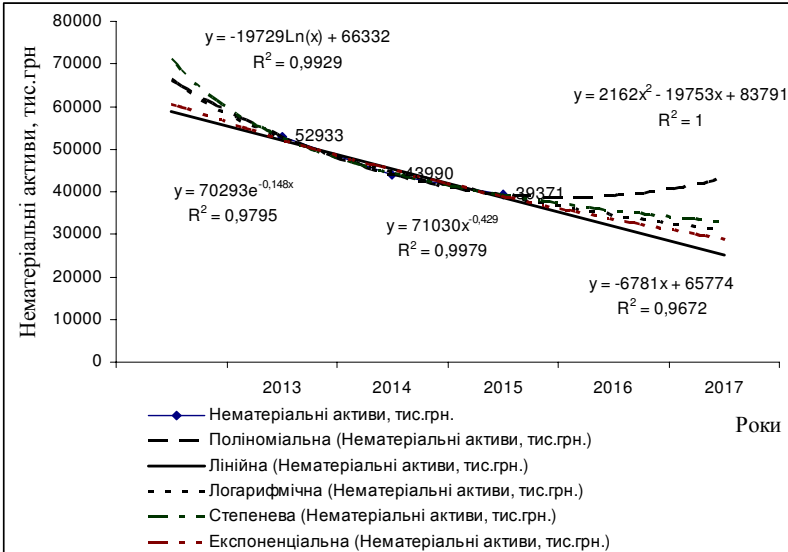 80000
70000
60000
50000
40000
30000
20000
10000
0
Нематеріальні активи, тис.грн
y = -19729Ln(x) + 66332
R² = 0,9929
y = 2162x² - 19753x + 83791
R² = 1
52933
43990
39371
y = 70293e^-0,148x
R² = 0,9795
y = 71030x^-0,429
R² = 0,9979
y = -6781x + 65774
R² = 0,9672
2013 2014 2015 2016 2017
Роки
Нематеріальні активи, тис.грн.
Поліноміальна (Нематеріальні активи, тис.грн.)
Лінійна (Нематеріальні активи, тис.грн.)
Логарифмічна (Нематеріальні активи, тис.грн.)
Степенева (Нематеріальні активи, тис.грн.)
Експоненціальна (Нематеріальні активи, тис.грн.)